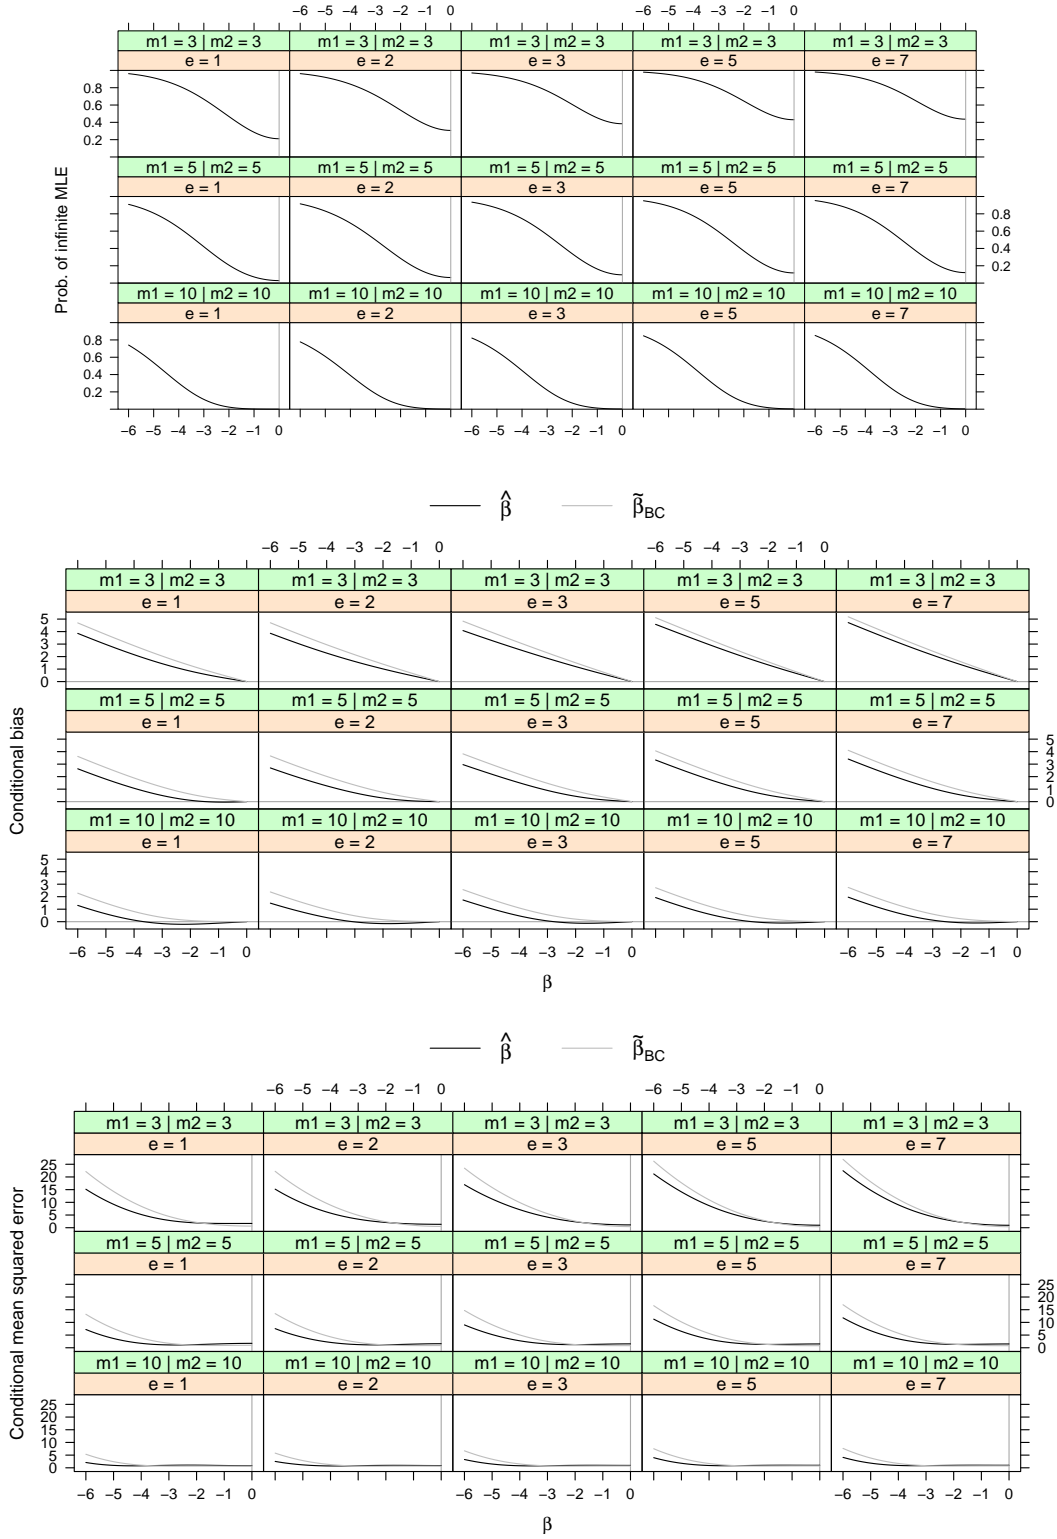 −6 −5 −4 −3 −2 −1 0 −6 −5 −4 −3 −2 −1 0
m1 = 3 | m2 = 3 m1 = 3 | m2 = 3 m1 = 3 | m2 = 3 m1 = 3 | m2 = 3 m1 = 3 | m2 = 3
e = 1 e = 2 e = 3 e = 5 e = 7
0.8
0.6
0.4
0.2
m1 = 5 | m2 = 5 m1 = 5 | m2 = 5 m1 = 5 | m2 = 5 m1 = 5 | m2 = 5 m1 = 5 | m2 = 5
e = 1 e = 2 e = 3 e = 5 e = 7
0.8
0.6
0.4
0.2
m1 = 10 | m2 = 10 m1 = 10 | m2 = 10 m1 = 10 | m2 = 10 m1 = 10 | m2 = 10 m1 = 10 | m2 = 10
e = 1 e = 2 e = 3 e = 5 e = 7
0.8
0.6
0.4
0.2
−6 −5 −4 −3 −2 −1 0 −6 −5 −4 −3 −2 −1 0 −6 −5 −4 −3 −2 −1 0
Prob. of infinite MLE
β̂ β̃BC
−6 −5 −4 −3 −2 −1 0 −6 −5 −4 −3 −2 −1 0
m1 = 3 | m2 = 3 m1 = 3 | m2 = 3 m1 = 3 | m2 = 3 m1 = 3 | m2 = 3 m1 = 3 | m2 = 3
e = 1 e = 2 e = 3 e = 5 e = 7
5
4
3
2
1
0
m1 = 5 | m2 = 5 m1 = 5 | m2 = 5 m1 = 5 | m2 = 5 m1 = 5 | m2 = 5 m1 = 5 | m2 = 5
e = 1 e = 2 e = 3 e = 5 e = 7
5
4
3
2
1
0
m1 = 10 | m2 = 10 m1 = 10 | m2 = 10 m1 = 10 | m2 = 10 m1 = 10 | m2 = 10 m1 = 10 | m2 = 10
e = 1 e = 2 e = 3 e = 5 e = 7
5
4
3
2
1
0
−6 −5 −4 −3 −2 −1 0 −6 −5 −4 −3 −2 −1 0 −6 −5 −4 −3 −2 −1 0
Conditional bias
β
β̂ β̃BC
−6 −5 −4 −3 −2 −1 0 −6 −5 −4 −3 −2 −1 0
m1 = 3 | m2 = 3 m1 = 3 | m2 = 3 m1 = 3 | m2 = 3 m1 = 3 | m2 = 3 m1 = 3 | m2 = 3
e = 1 e = 2 e = 3 e = 5 e = 7
25
20
15
10
5
0
m1 = 5 | m2 = 5 m1 = 5 | m2 = 5 m1 = 5 | m2 = 5 m1 = 5 | m2 = 5 m1 = 5 | m2 = 5
e = 1 e = 2 e = 3 e = 5 e = 7
25
20
15
10
5
0
m1 = 10 | m2 = 10 m1 = 10 | m2 = 10 m1 = 10 | m2 = 10 m1 = 10 | m2 = 10 m1 = 10 | m2 = 10
e = 1 e = 2 e = 3 e = 5 e = 7
25
20
15
10
5
0
−6 −5 −4 −3 −2 −1 0 −6 −5 −4 −3 −2 −1 0 −6 −5 −4 −3 −2 −1 0
Conditional mean squared error
β